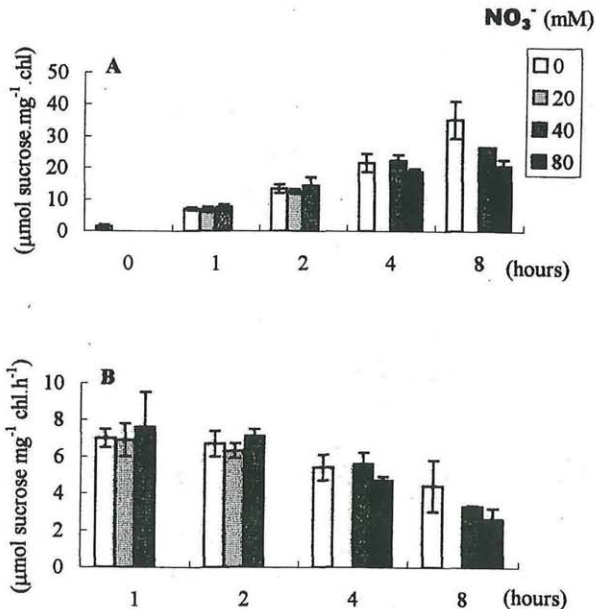 NO₃⁻ (mM)
0
20
40
80
A
(µmol sucrose.mg⁻¹.chl)
50
40
30
20
10
0
0 1 2 4 8 (hours)
B
(µmol sucrose mg⁻¹ chl.h⁻¹)
10
8
6
4
2
0
1 2 4 8 (hours)